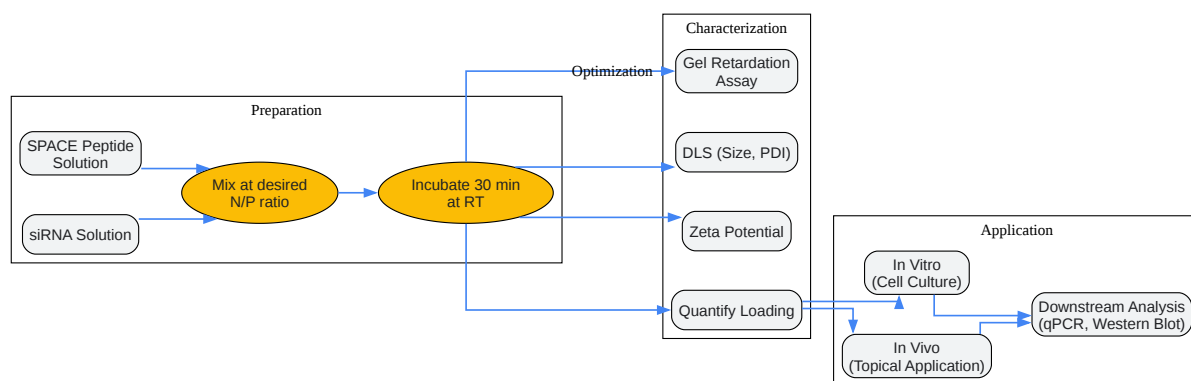 Preparation
SPACE Peptide
Solution
siRNA Solution
Mix at desired
N/P ratio
Incubate 30 min
at RT
Optimization
Characterization
Gel Retardation
Assay
DLS (Size, PDI)
Zeta Potential
Quantify Loading
Application
In Vitro
(Cell Culture)
In Vivo
(Topical Application)
Downstream Analysis
(qPCR, Western Blot)